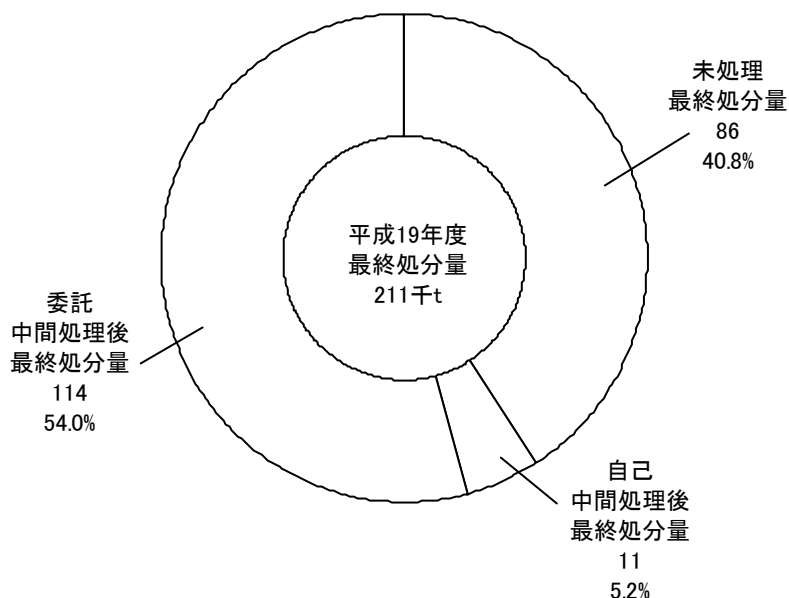 未処理
最終処分量
86
40.8%
平成19年度
最終処分量
211千t
委託
中間処理後
最終処分量
114
54.0%
自己
中間処理後
最終処分量
11
5.2%